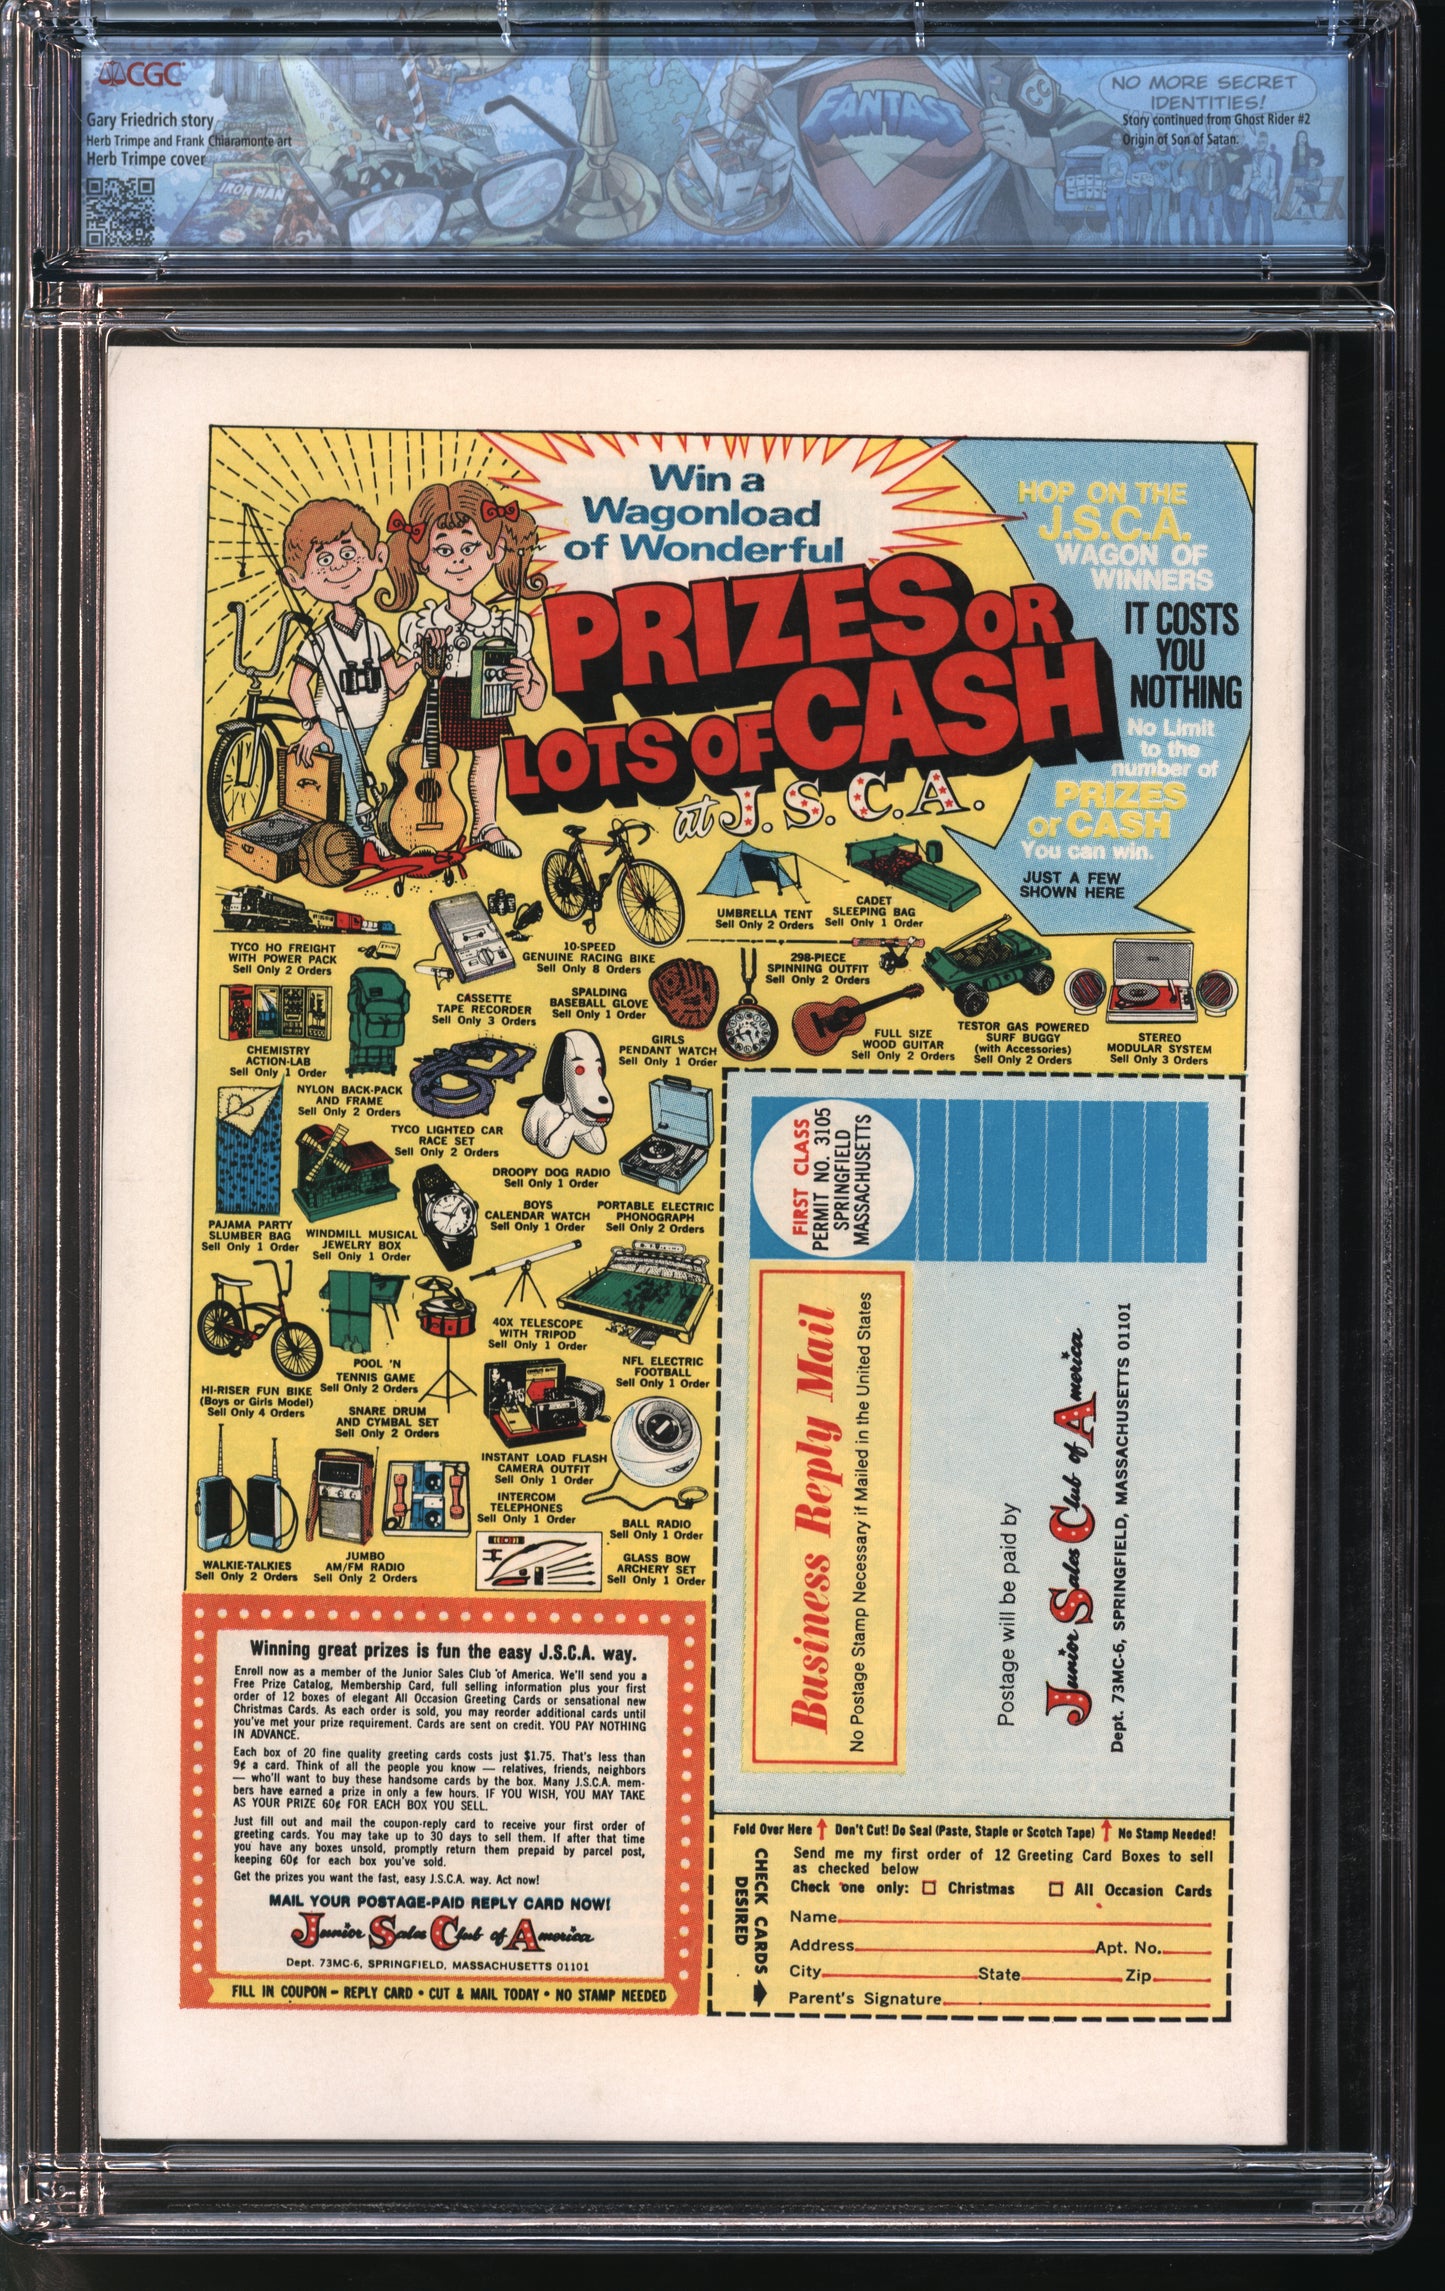 CGC
Gary Friedrich story
Herb Trimpe and Frank Chiaramonte art
Herb Trimpe cover
IRON MAN
NO MORE SECRET
IDENTITIES!
Story continued from Ghost Rider #2
Origin of Son of Satan.
Win a
Wagonload
of Wonderful
PRIZES OR
LOTS OF CASH
at J.S.C.A.
HOP ON THE
J.S.C.A.
WAGON OF
WINNERS
IT COSTS
YOU
NOTHING
No Limit
to the
number of
PRIZES
or CASH
You can win.
JUST A FEW
SHOWN HERE
TYCO HO FREIGHT
WITH POWER PACK
Sell Only 2 Orders
CASSETTE
TAPE RECORDER
Sell Only 3 Orders
10-SPEED
GENUINE RACING BIKE
Sell Only 8 Orders
UMBRELLA TENT
Sell Only 2 Orders
CADET
SLEEPING BAG
Sell Only 1 Order
298-PIECE
SPINNING OUTFIT
Sell Only 2 Orders
SPALDING
BASEBALL GLOVE
Sell Only 1 Order
GIRLS
PENDANT WATCH
Sell Only 1 Order
FULL SIZE
WOOD GUITAR
Sell Only 2 Orders
TESTOR GAS POWERED
SURF BUGGY
(with Accessories)
Sell Only 2 Orders
STEREO
MODULAR SYSTEM
Sell Only 3 Orders
CHEMISTRY
ACTION-LAB
Sell Only 1 Order
NYLON BACK-PACK
AND FRAME
Sell Only 2 Orders
TYCO LIGHTED CAR
RACE SET
Sell Only 2 Orders
DROOPY DOG RADIO
Sell Only 1 Order
PAJAMA PARTY
SLUMBER BAG
Sell Only 1 Order
WINDMILL MUSICAL
JEWELRY BOX
Sell Only 1 Order
BOYS
CALENDAR WATCH
Sell Only 1 Order
PORTABLE ELECTRIC
PHONOGRAPH
Sell Only 2 Orders
HI-RISER FUN BIKE
(Boys or Girls Model)
Sell Only 4 Orders
POOL 'N
TENNIS GAME
Sell Only 2 Orders
SNARE DRUM
AND CYMBAL SET
Sell Only 2 Orders
40X TELESCOPE
WITH TRIPOD
Sell Only 1 Order
NFL ELECTRIC
FOOTBALL
Sell Only 1 Order
INSTANT LOAD FLASH
CAMERA OUTFIT
Sell Only 1 Order
INTERCOM
TELEPHONES
Sell Only 1 Order
BALL RADIO
Sell Only 1 Order
WALKIE-TALKIES
Sell Only 2 Orders
JUMBO
AM/FM RADIO
Sell Only 2 Orders
GLASS BOW
ARCHERY SET
Sell Only 1 Order
Winning great prizes is fun the easy J.S.C.A. way.
Enroll now as a member of the Junior Sales Club of America. We'll send you a
Free Prize Catalog, Membership Card, full selling information plus your first
order of 12 boxes of elegant All Occasion Greeting Cards or sensational new
Christmas Cards. As each order is sold, you may reorder additional cards until
you've met your prize requirement. Cards are sent on credit. YOU PAY NOTHING
IN ADVANCE.
Each box of 20 fine quality greeting cards costs just $1.75. That's less than
9¢ a card. Think of all the people you know — relatives, friends, neighbors
— who'll want to buy these handsome cards by the box. Many J.S.C.A. mem-
bers have earned a prize in only a few hours. IF YOU WISH, YOU MAY TAKE
AS YOUR PRIZE 60¢ FOR EACH BOX YOU SELL.
Just fill out and mail the coupon-reply card to receive your first order of
greeting cards. You may take up to 30 days to sell them. If after that time
you have any boxes unsold, promptly return them prepaid by parcel post,
keeping 60¢ for each box you've sold.
Get the prizes you want the fast, easy J.S.C.A. way. Act now!
MAIL YOUR POSTAGE-PAID REPLY CARD NOW!
Junior Sales Club of America
Dept. 73MC-6, SPRINGFIELD, MASSACHUSETTS 01101
FILL IN COUPON – REPLY CARD • CUT & MAIL TODAY • NO STAMP NEEDED
FIRST CLASS
PERMIT NO. 3105
SPRINGFIELD
MASSACHUSETTS
Business Reply Mail
No Postage Stamp Necessary if Mailed in the United States
Postage will be paid by
Junior Sales Club of America
Dept. 73MC-6, SPRINGFIELD, MASSACHUSETTS 01101
Fold Over Here ↑ Don't Cut! Do Seal (Paste, Staple or Scotch Tape) ↑ No Stamp Needed!
CHECK CARDS
DESIRED
Send me my first order of 12 Greeting Card Boxes to sell
as checked below
Check one only: □ Christmas □ All Occasion Cards
Name
Address Apt. No.
City State Zip
Parent's Signature